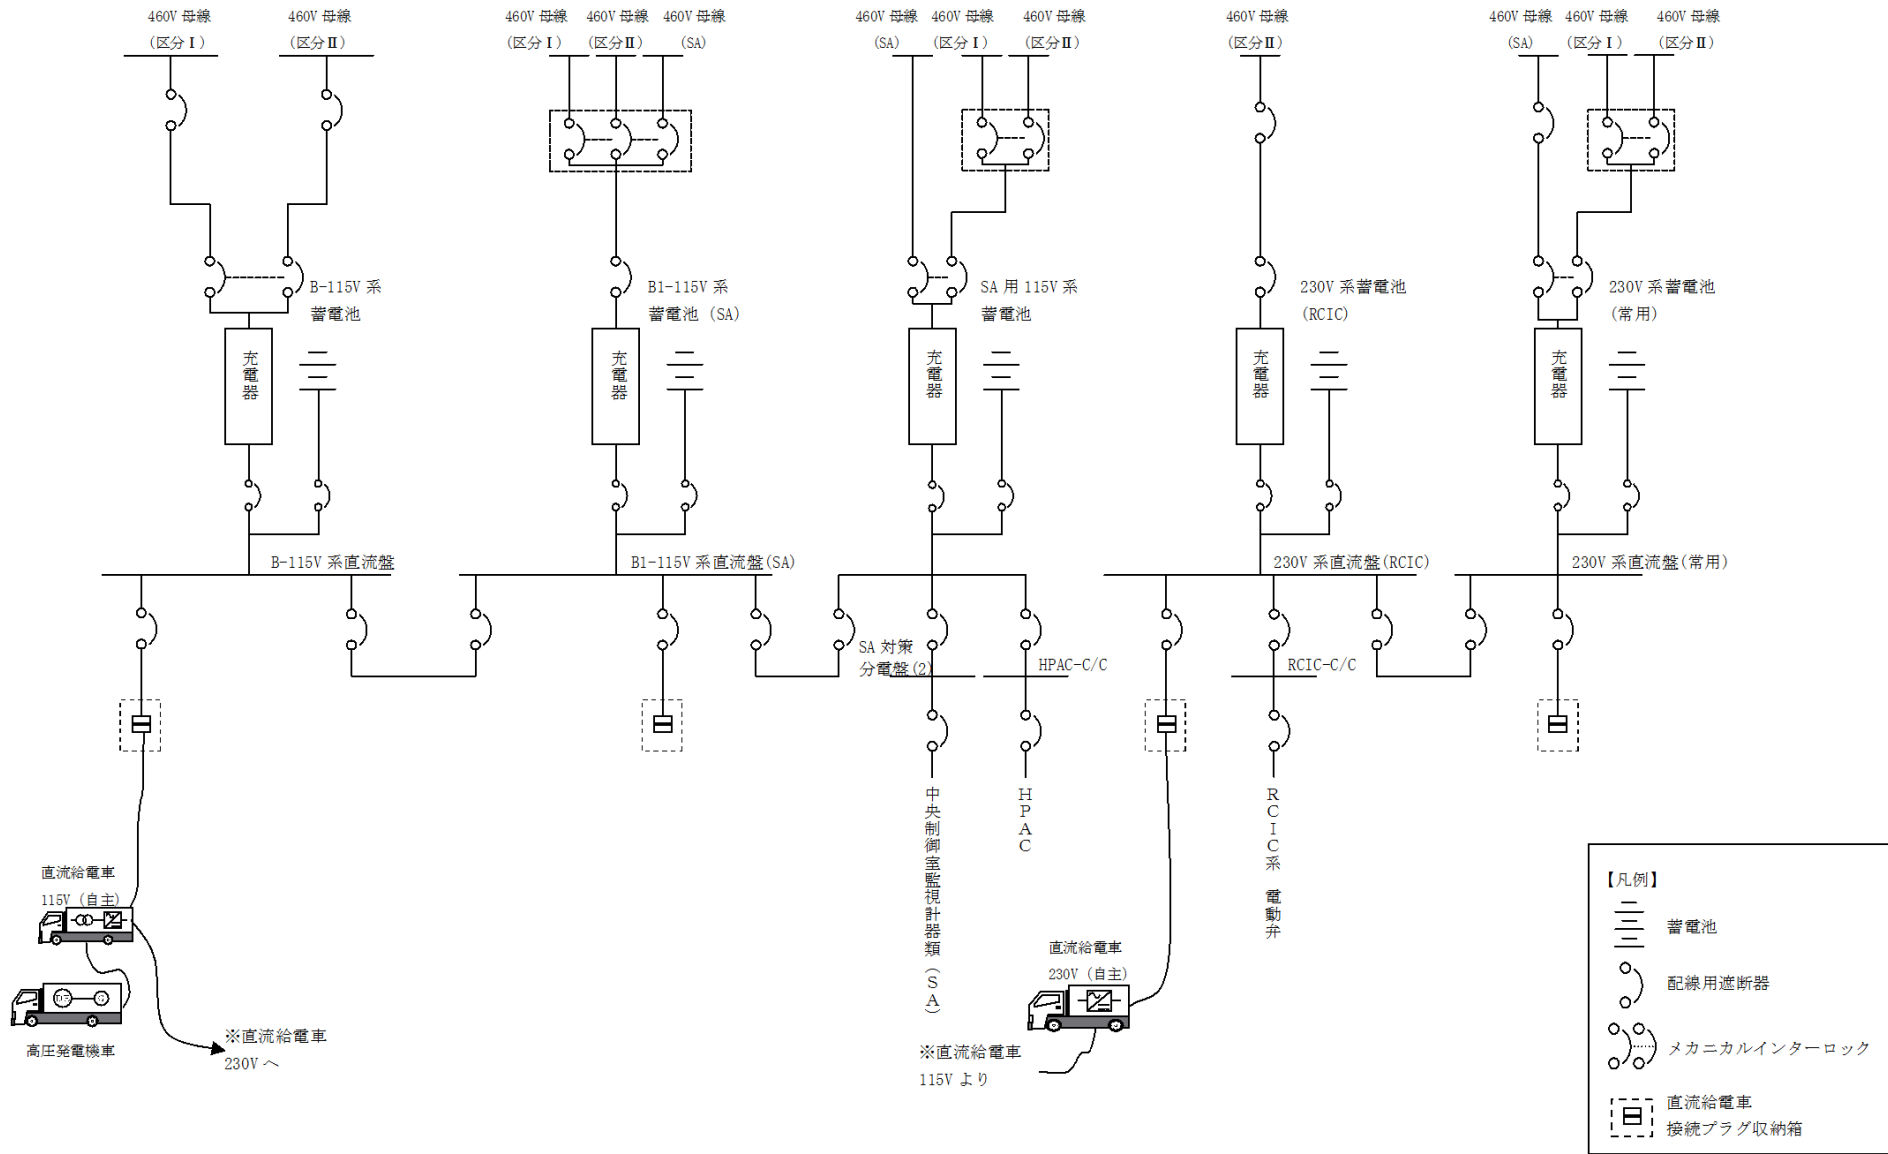 460V 母線
(区分Ⅰ)
460V 母線
(区分Ⅱ)
460V 母線
(区分Ⅰ)
460V 母線
(区分Ⅱ)
460V 母線
(SA)
460V 母線
(SA)
460V 母線
(区分Ⅰ)
460V 母線
(区分Ⅱ)
460V 母線
(区分Ⅱ)
460V 母線
(SA)
460V 母線
(区分Ⅰ)
460V 母線
(区分Ⅱ)
B-115V 系
蓄電池
B1-115V 系
蓄電池 (SA)
SA 用 115V 系
蓄電池
230V 系蓄電池
(RCIC)
230V 系蓄電池
(常用)
充電器
充電器
充電器
充電器
充電器
B-115V 系直流盤
B1-115V 系直流盤(SA)
230V 系直流盤(RCIC)
230V 系直流盤(常用)
SA 対策
分電盤(2)
HPAC-C/C
RCIC-C/C
中央制御室監視計器類(SA)
HPAC
RCIC系 電動弁
直流給電車
115V (自主)
DE
G
高圧発電機車
※直流給電車
230V へ
直流給電車
230V (自主)
※直流給電車
115V より
【凡例】
蓄電池
配線用遮断器
メカニカルインターロック
直流給電車
接続プラグ収納箱